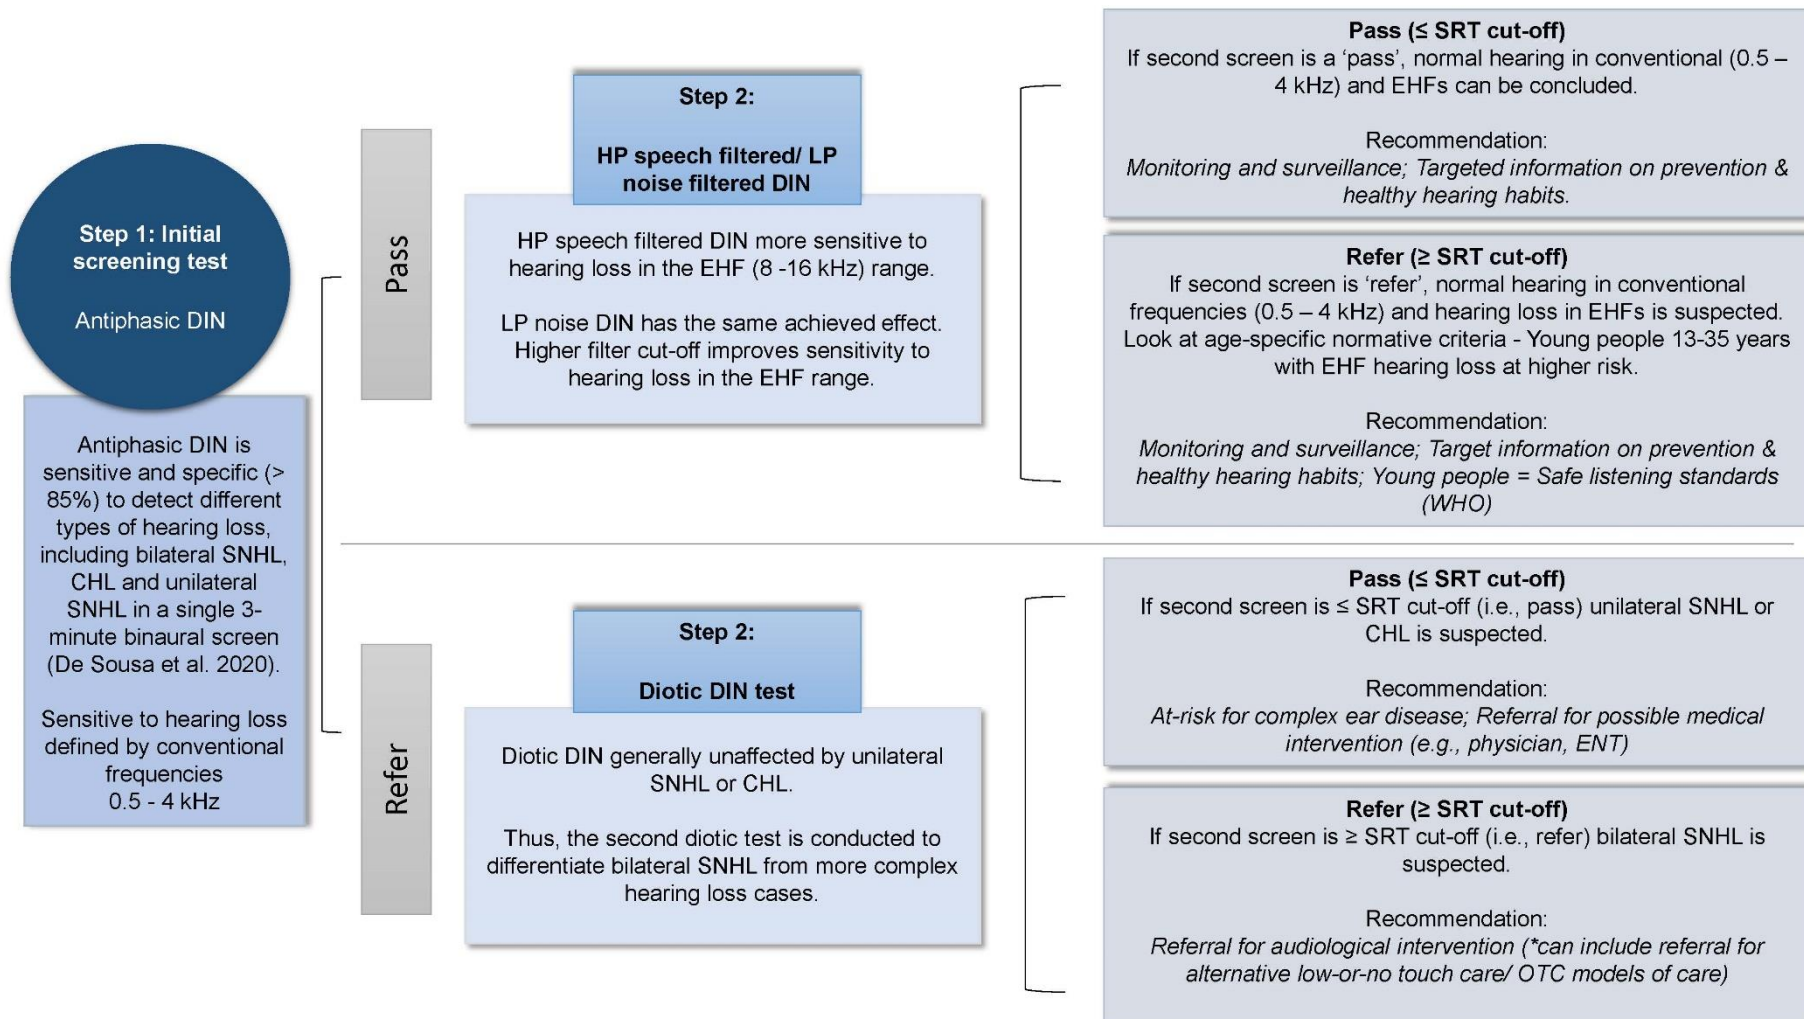 Step 1: Initial
screening test
Antiphasic DIN
Antiphasic DIN is
sensitive and specific (>
85%) to detect different
types of hearing loss,
including bilateral SNHL,
CHL and unilateral
SNHL in a single 3-
minute binaural screen
(De Sousa et al. 2020).
Sensitive to hearing loss
defined by conventional
frequencies
0.5 - 4 kHz
Pass
Step 2:
HP speech filtered/ LP
noise filtered DIN
HP speech filtered DIN more sensitive to
hearing loss in the EHF (8 -16 kHz) range.
LP noise DIN has the same achieved effect.
Higher filter cut-off improves sensitivity to
hearing loss in the EHF range.
Pass (≤ SRT cut-off)
If second screen is a ‘pass’, normal hearing in conventional (0.5 –
4 kHz) and EHFs can be concluded.
Recommendation:
Monitoring and surveillance; Targeted information on prevention &
healthy hearing habits.
Refer (≥ SRT cut-off)
If second screen is ‘refer’, normal hearing in conventional
frequencies (0.5 – 4 kHz) and hearing loss in EHFs is suspected.
Look at age-specific normative criteria - Young people 13-35 years
with EHF hearing loss at higher risk.
Recommendation:
Monitoring and surveillance; Target information on prevention &
healthy hearing habits; Young people = Safe listening standards
(WHO)
Refer
Step 2:
Diotic DIN test
Diotic DIN generally unaffected by unilateral
SNHL or CHL.
Thus, the second diotic test is conducted to
differentiate bilateral SNHL from more complex
hearing loss cases.
Pass (≤ SRT cut-off)
If second screen is ≤ SRT cut-off (i.e., pass) unilateral SNHL or
CHL is suspected.
Recommendation:
At-risk for complex ear disease; Referral for possible medical
intervention (e.g., physician, ENT)
Refer (≥ SRT cut-off)
If second screen is ≥ SRT cut-off (i.e., refer) bilateral SNHL is
suspected.
Recommendation:
Referral for audiological intervention (*can include referral for
alternative low-or-no touch care/ OTC models of care)